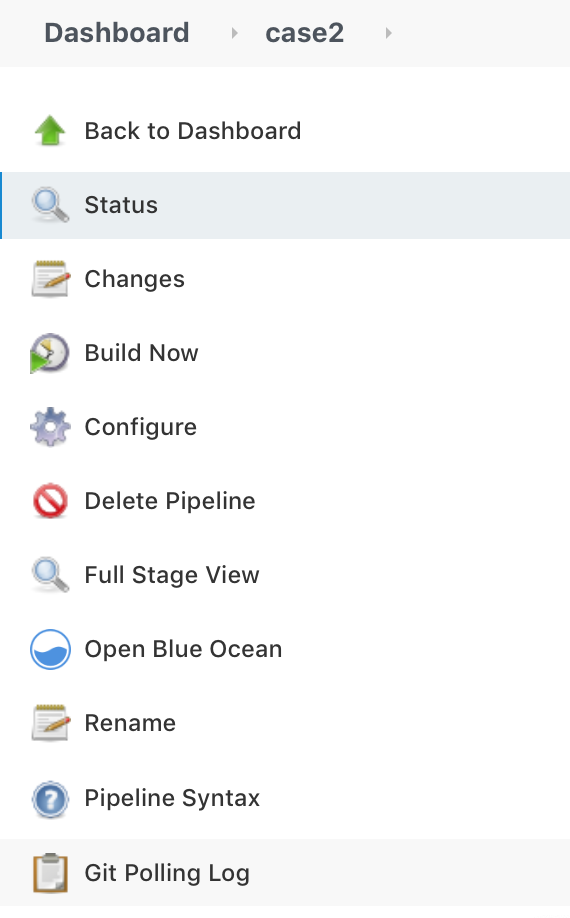 Dashboard case2
Back to Dashboard
Status
Changes
Build Now
Configure
Delete Pipeline
Full Stage View
Open Blue Ocean
Rename
Pipeline Syntax
Git Polling Log